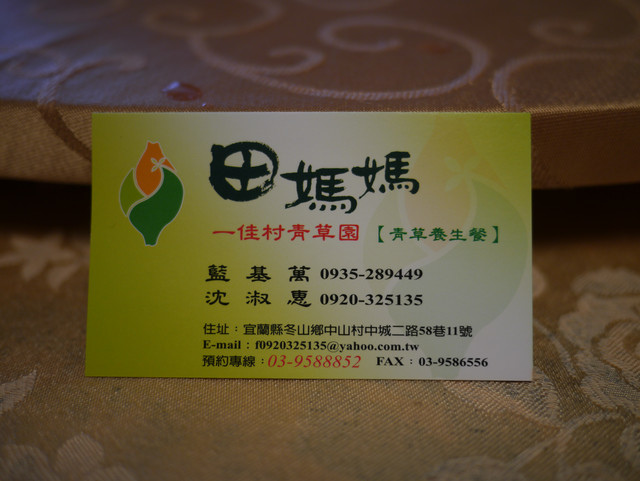 田媽媽
一佳村青草園【青草養生餐】
藍基萬 0935-289449
沈淑惠 0920-325135
住址：宜蘭縣冬山鄉中山村中城二路58巷11號
E-mail：f0920325135@yahoo.com.tw
預約專線：03-9588852 FAX：03-9586556